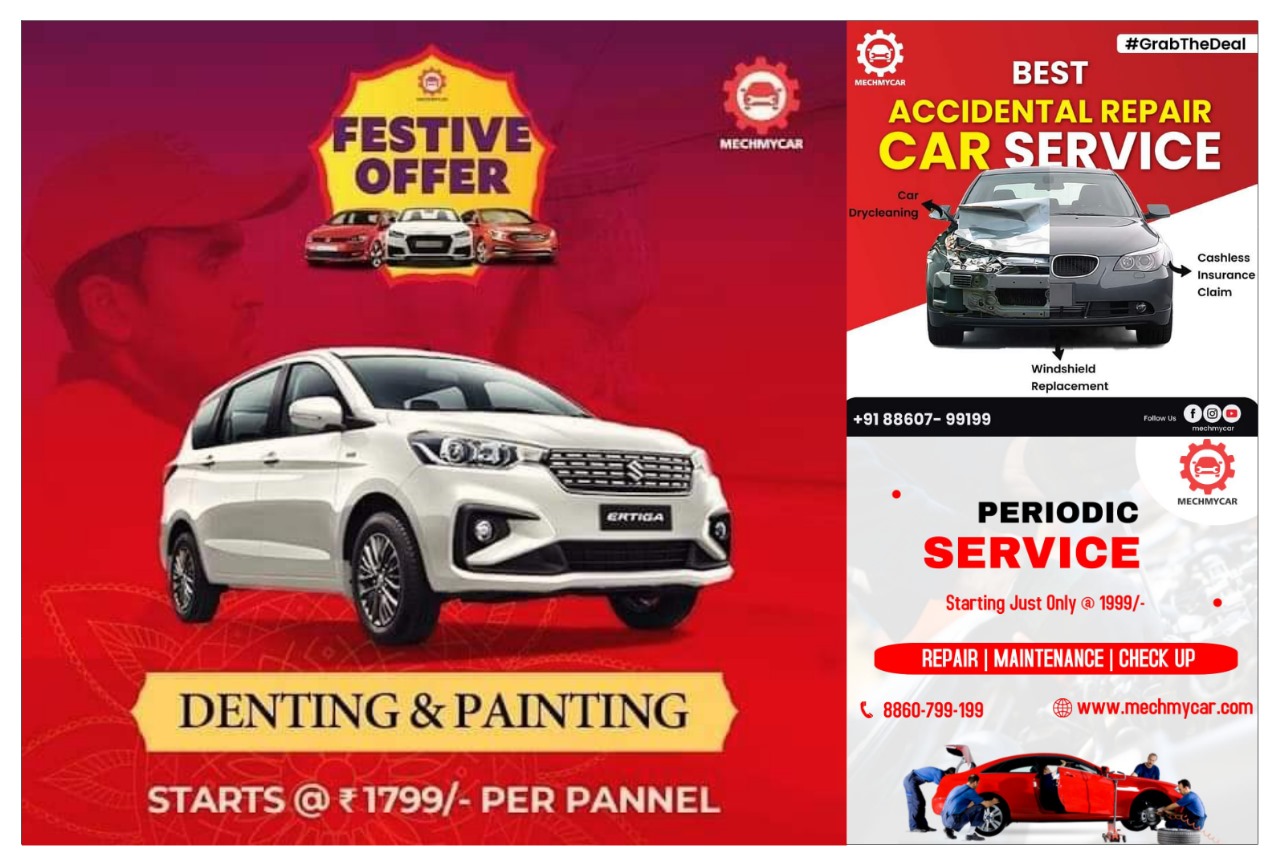 MECHMYCAR
FESTIVE
OFFER
MECHMYCAR
ERTIGA
DENTING & PAINTING
STARTS @ ₹ 1799/- PER PANNEL
MECHMYCAR
#GrabTheDeal
BEST
ACCIDENTAL REPAIR
CAR SERVICE
Car
Drycleaning
Cashless
Insurance
Claim
Windshield
Replacement
+91 88607- 99199
Follow Us
mechmycar
MECHMYCAR
PERIODIC
SERVICE
Starting Just Only @ 1999/-
REPAIR | MAINTENANCE | CHECK UP
8860-799-199
www.mechmycar.com